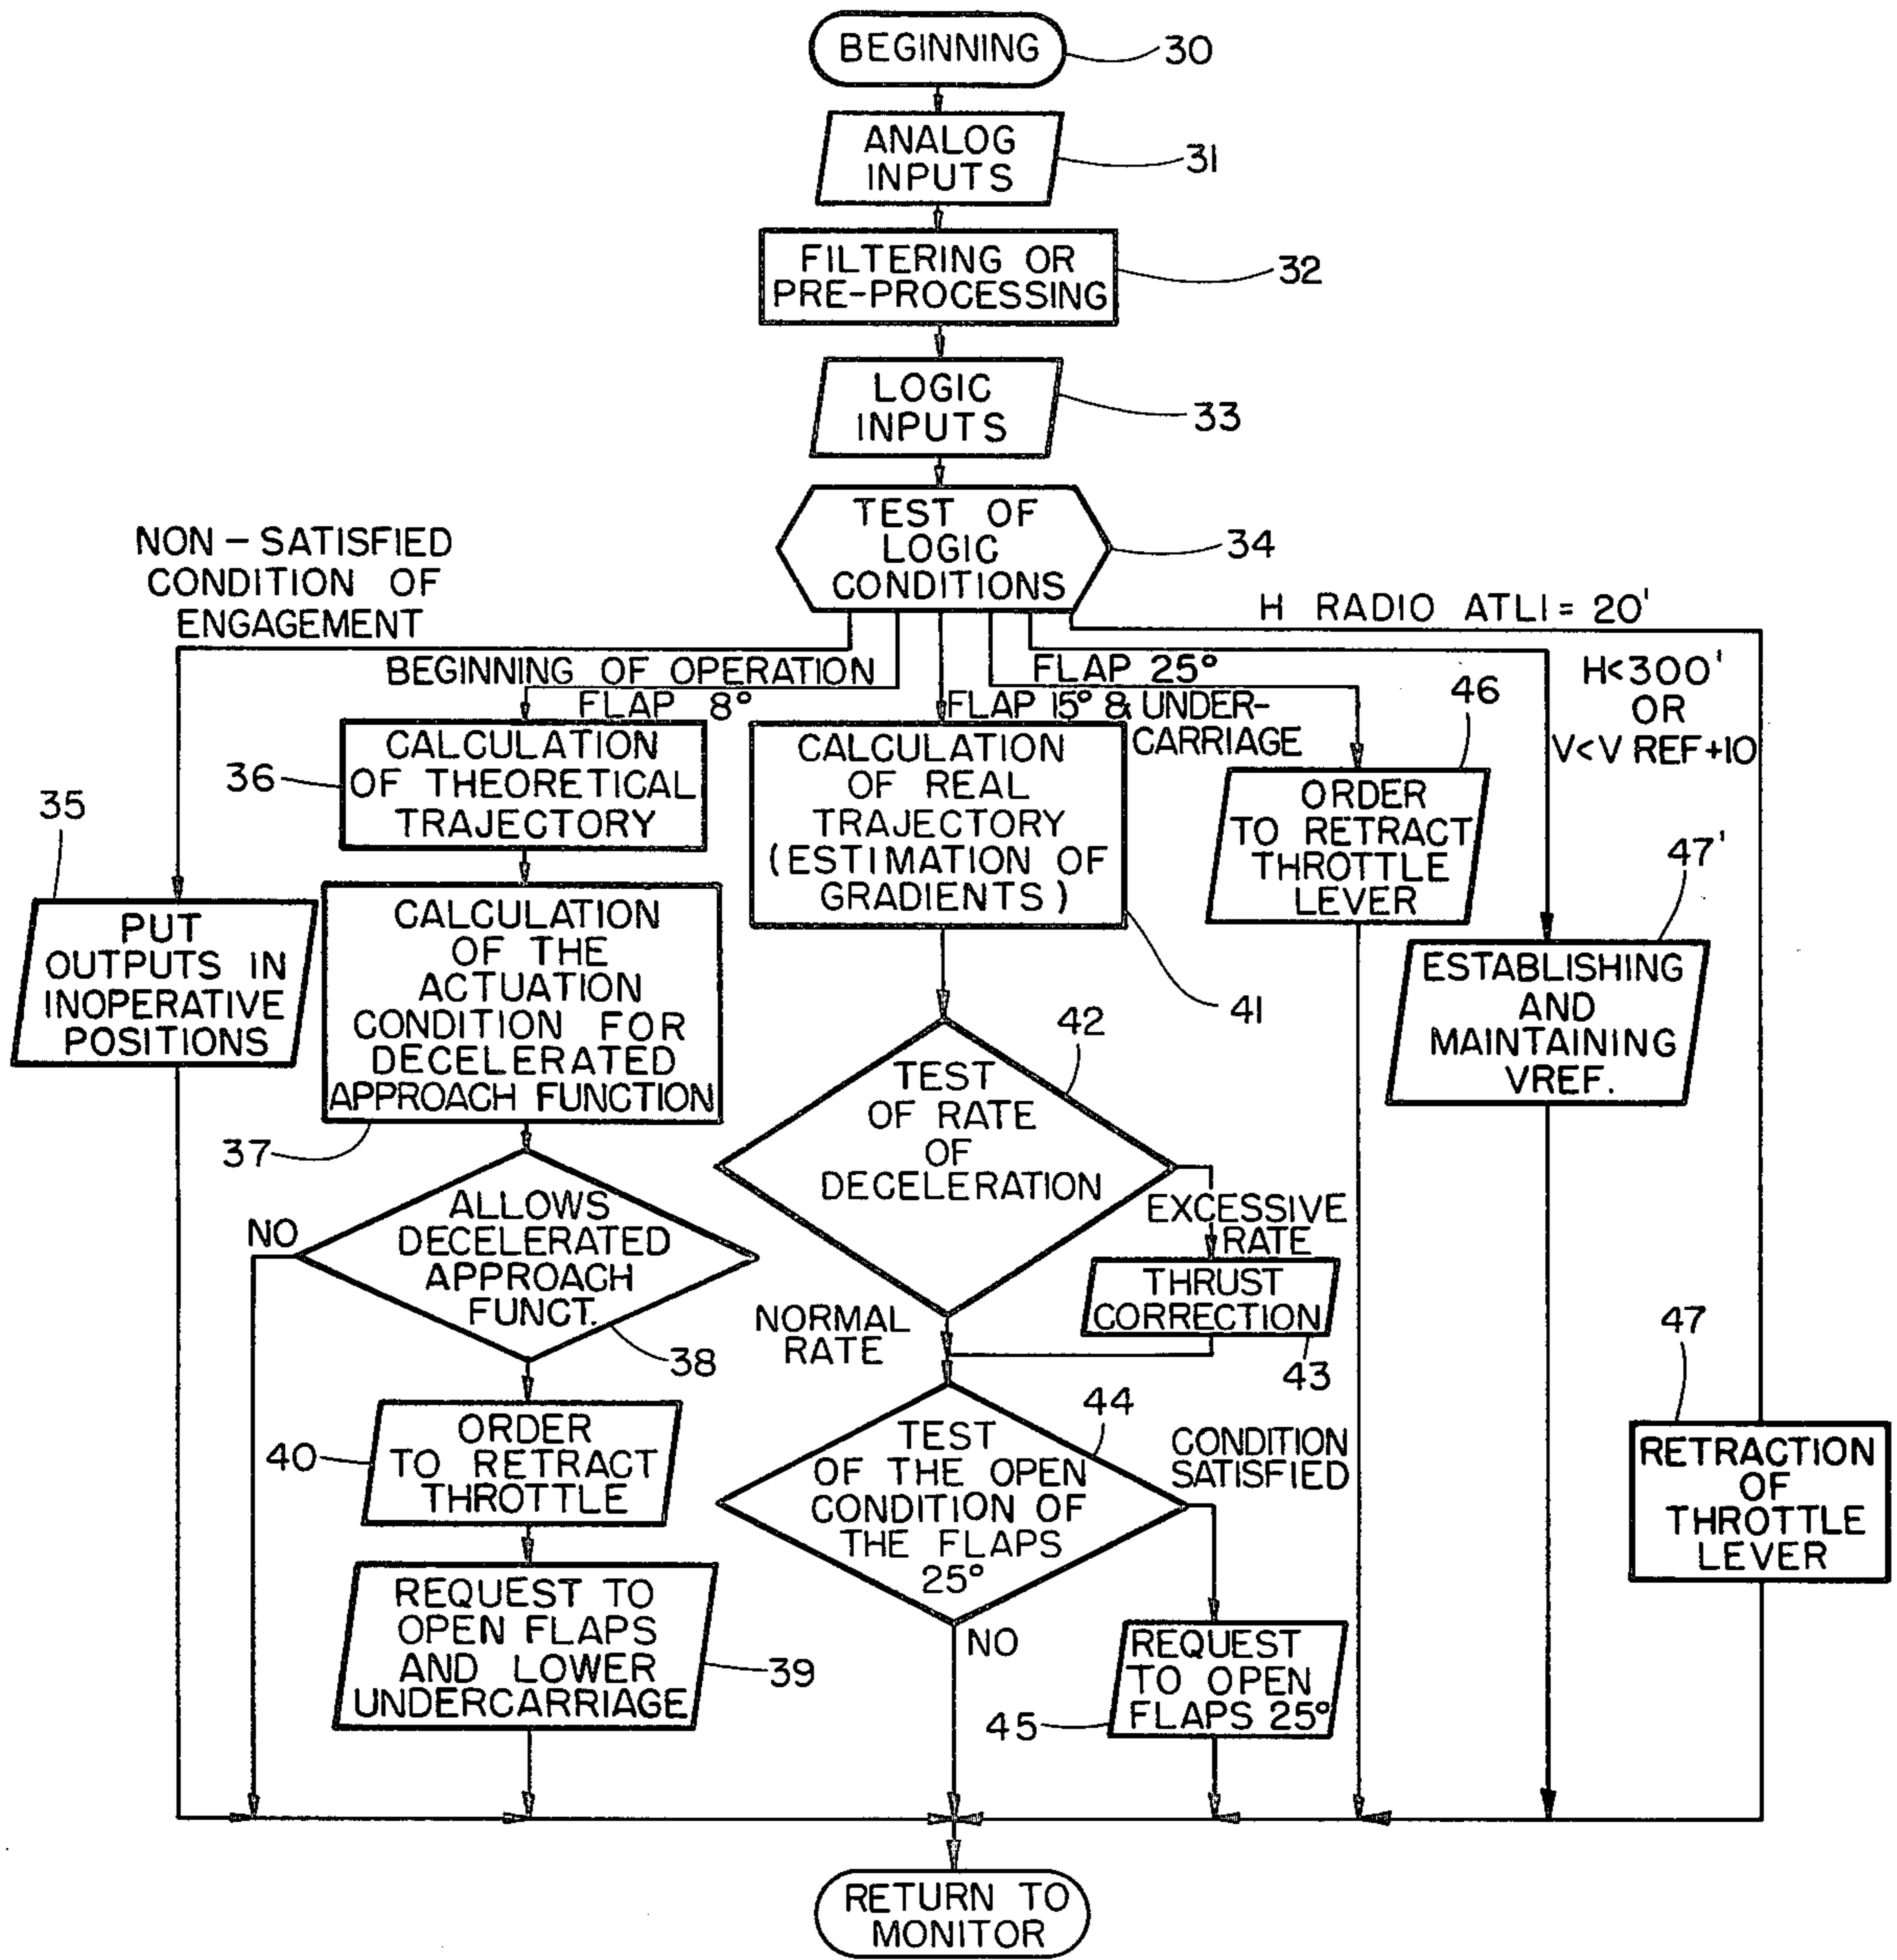 BEGINNING
30
ANALOG
INPUTS
31
FILTERING OR
PRE-PROCESSING
32
LOGIC
INPUTS
33
TEST OF
LOGIC
CONDITIONS
34
NON-SATISFIED
CONDITION OF
ENGAGEMENT
H RADIO ATLI = 20'
BEGINNING OF OPERATION
FLAP 8°
FLAP 15° & UNDER-
CARRIAGE
FLAP 25°
H<300'
OR
V<V REF+10
35
PUT
OUTPUTS IN
INOPERATIVE
POSITIONS
36
CALCULATION
OF THEORETICAL
TRAJECTORY
CALCULATION
OF THE
ACTUATION
CONDITION FOR
DECELERATED
APPROACH FUNCTION
37
NO
ALLOWS
DECELERATED
APPROACH
FUNCT.
38
40
ORDER
TO RETRACT
THROTTLE
REQUEST TO
OPEN FLAPS
AND LOWER
UNDERCARRIAGE
39
CALCULATION
OF REAL
TRAJECTORY
(ESTIMATION OF
GRADIENTS)
41
42
TEST
OF RATE
OF
DECELERATION
EXCESSIVE
RATE
THRUST
CORRECTION
43
NORMAL
RATE
44
TEST
OF THE OPEN
CONDITION OF
THE FLAPS
25°
CONDITION
SATISFIED
NO
REQUEST
TO OPEN
FLAPS 25°
45
46
ORDER
TO RETRACT
THROTTLE
LEVER
47'
ESTABLISHING
AND
MAINTAINING
VREF.
47
RETRACTION
OF
THROTTLE
LEVER
RETURN TO
MONITOR